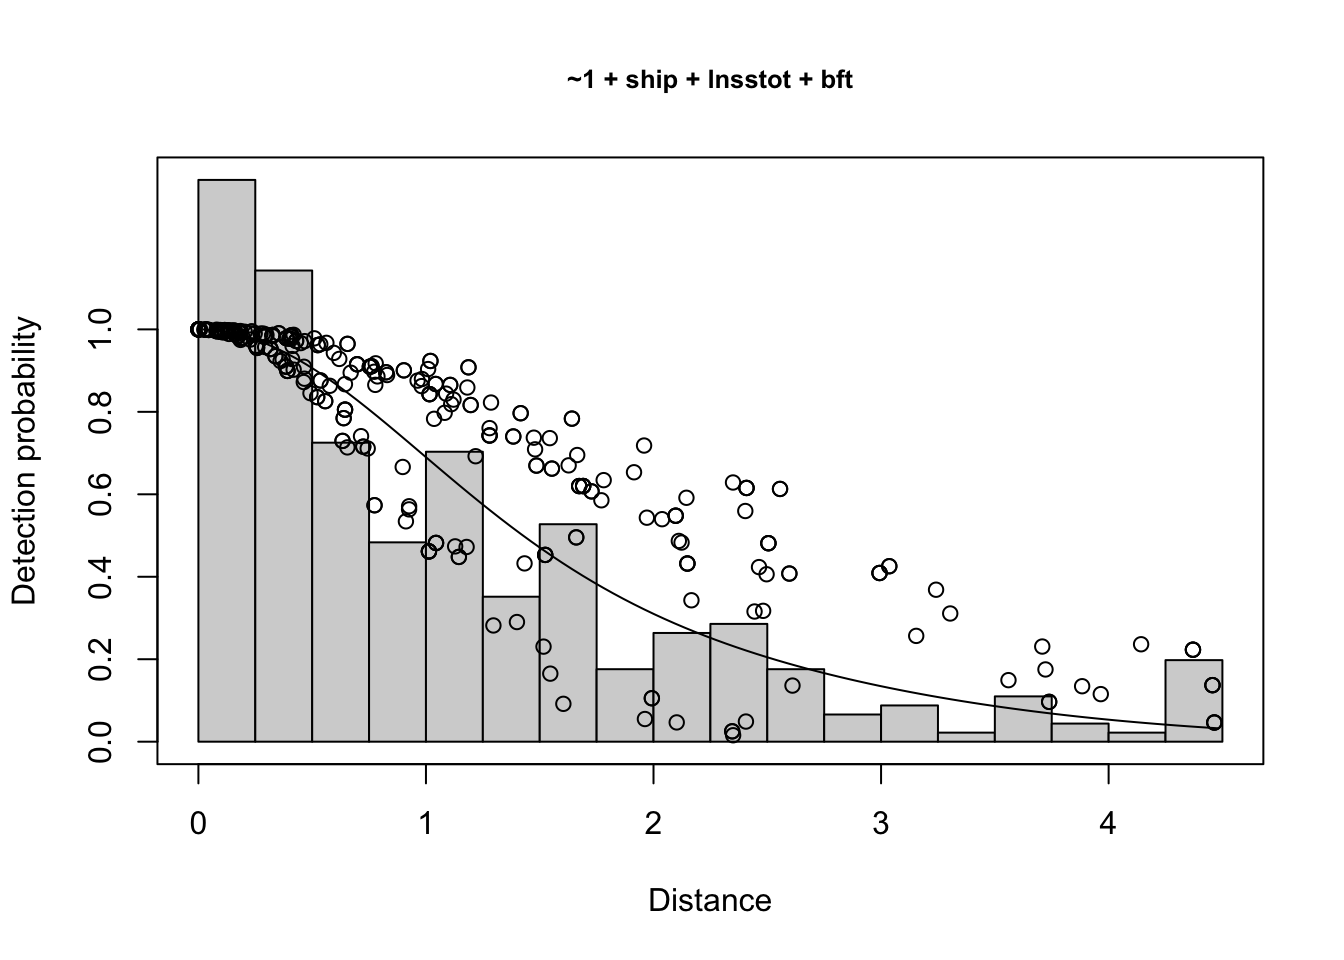 ~1 + ship + lnsstot + bft
Detection probability
1.0
0.8
0.6
0.4
0.2
0.0
0 1 2 3 4
Distance